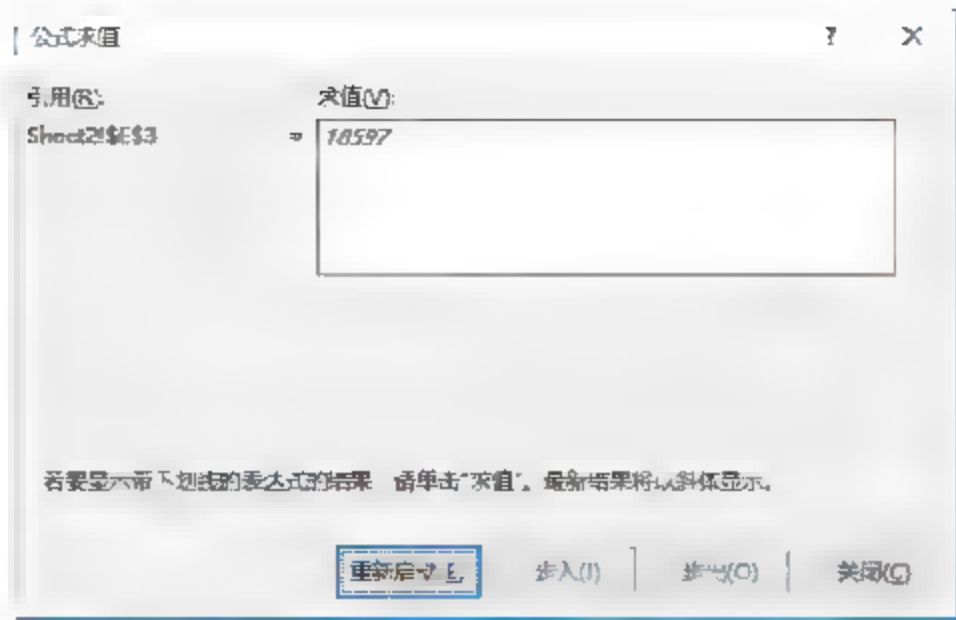 公式求值
引用(R):
求值(V):
Sheet2!$E$3 = 18597
若要显示带下划线的表达式的结果，请单击"求值"。最新结果将以斜体显示。
重新启动(E)
步入(I)
步出(O)
关闭(C)